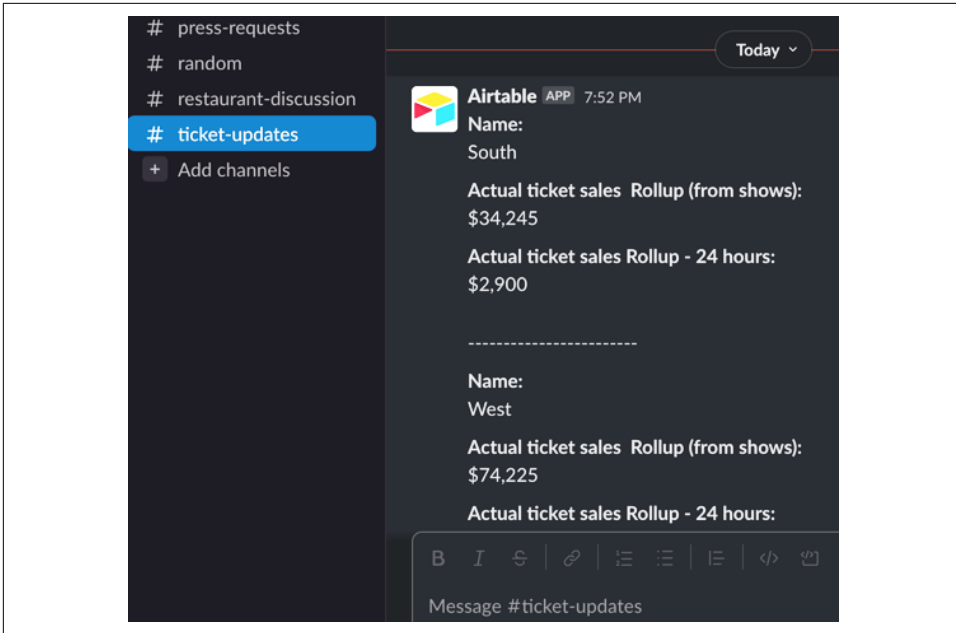 # press-requests
# random
# restaurant-discussion
# ticket-updates
+ Add channels
Today
Airtable APP 7:52 PM
Name:
South
Actual ticket sales  Rollup (from shows):
$34,245
Actual ticket sales Rollup - 24 hours:
$2,900
------------------------
Name:
West
Actual ticket sales  Rollup (from shows):
$74,225
Actual ticket sales Rollup - 24 hours:
B I S
Message #ticket-updates